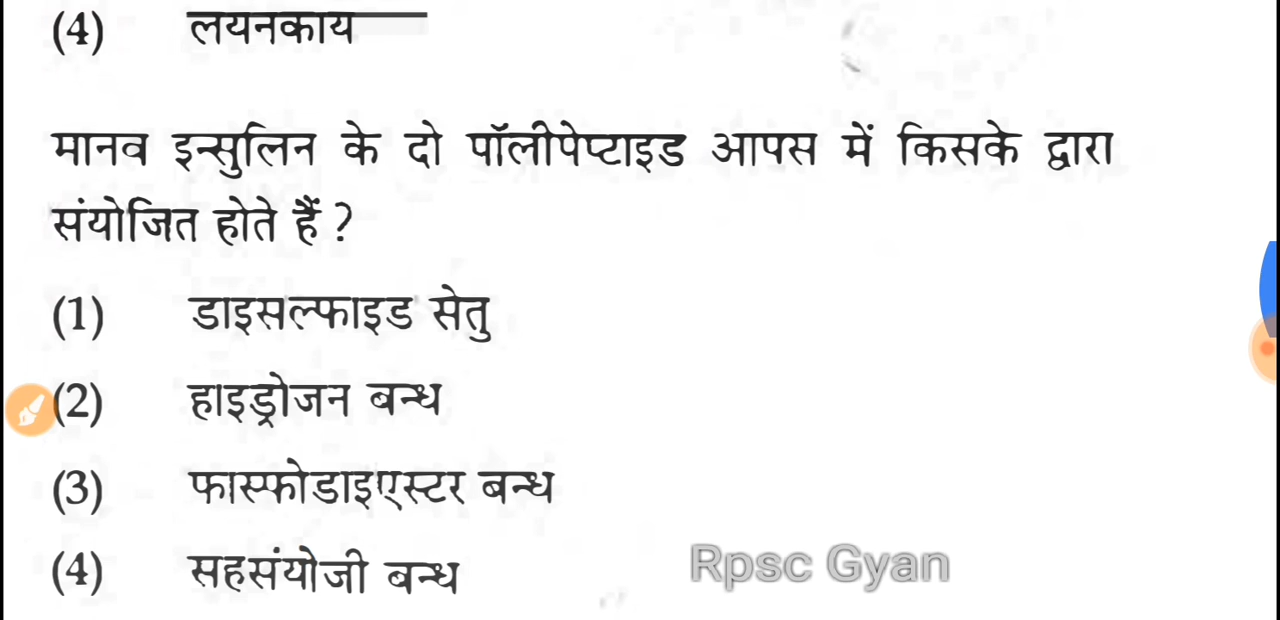 (4) लयनकाय
मानव इन्सुलिन के दो पॉलीपेप्टाइड आपस में किसके द्वारा
संयोजित होते हैं ?
(1) डाइसल्फाइड सेतु
(2) हाइड्रोजन बन्ध
(3) फास्फोडाइएस्टर बन्ध
(4) सहसंयोजी बन्ध
Rpsc Gyan